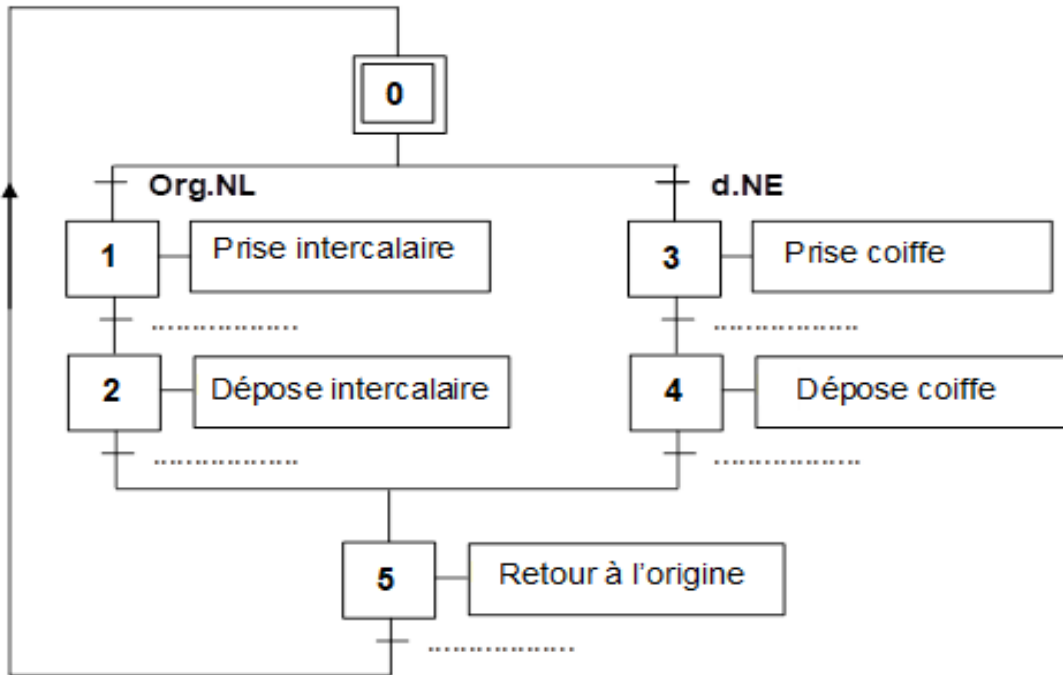 0
Org.NL d.NE
1 Prise intercalaire 3 Prise coiffe
.................. ..................
2 Dépose intercalaire 4 Dépose coiffe
.................. ..................
5 Retour à l'origine
..................